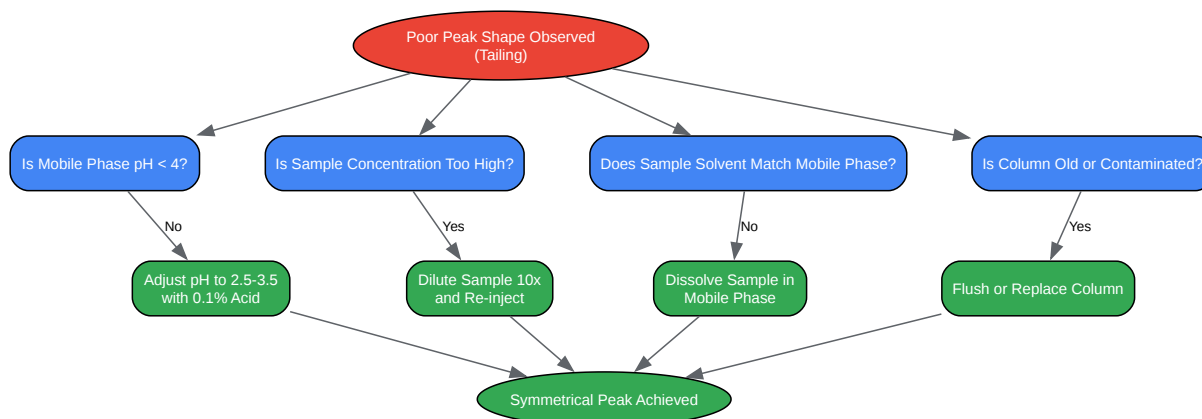 Poor Peak Shape Observed
(Tailing)
Is Mobile Phase pH < 4?
Is Sample Concentration Too High?
Does Sample Solvent Match Mobile Phase?
Is Column Old or Contaminated?
No
Yes
No
Yes
Adjust pH to 2.5-3.5
with 0.1% Acid
Dilute Sample 10x
and Re-inject
Dissolve Sample in
Mobile Phase
Flush or Replace Column
Symmetrical Peak Achieved